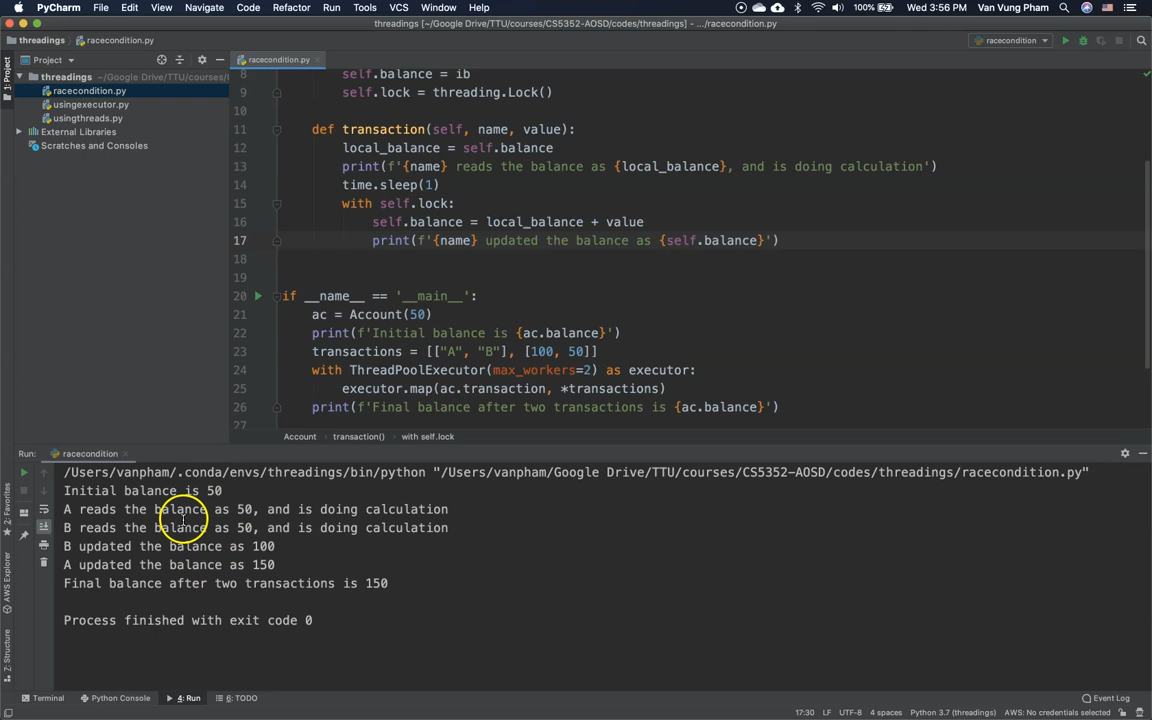 PyCharm File Edit View Navigate Code Refactor Run Tools VCS Window Help 100% Wed 3:56 PM Van Vung Pham
threadings [~/Google Drive/TTU/courses/CS5352-AOSD/codes/threadings] – .../racecondition.py
threadings racecondition.py racecondition
Project racecondition.py
threadings ~/Google Drive/TTU/courses/
racecondition.py
usingexecutor.py
usingthreads.py
External Libraries
Scratches and Consoles
1: Project
8 self.balance = ib
9 self.lock = threading.Lock()
10
11 def transaction(self, name, value):
12 local_balance = self.balance
13 print(f'{name} reads the balance as {local_balance}, and is doing calculation')
14 time.sleep(1)
15 with self.lock:
16 self.balance = local_balance + value
17 print(f'{name} updated the balance as {self.balance}')
18
19
20 if __name__ == '__main__':
21 ac = Account(50)
22 print(f'Initial balance is {ac.balance}')
23 transactions = [["A", "B"], [100, 50]]
24 with ThreadPoolExecutor(max_workers=2) as executor:
25 executor.map(ac.transaction, *transactions)
26 print(f'Final balance after two transactions is {ac.balance}')
27
Account transaction() with self.lock
Run: racecondition
/Users/vanpham/.conda/envs/threadings/bin/python "/Users/vanpham/Google Drive/TTU/courses/CS5352-AOSD/codes/threadings/racecondition.py"
Initial balance is 50
A reads the balance as 50, and is doing calculation
B reads the balance as 50, and is doing calculation
B updated the balance as 100
A updated the balance as 150
Final balance after two transactions is 150
Process finished with exit code 0
2: Favorites
AWS Explorer
Z: Structure
Terminal Python Console 4: Run 6: TODO Event Log
17:30 LF UTF-8 4 spaces Python 3.7 (threadings) AWS: No credentials selected